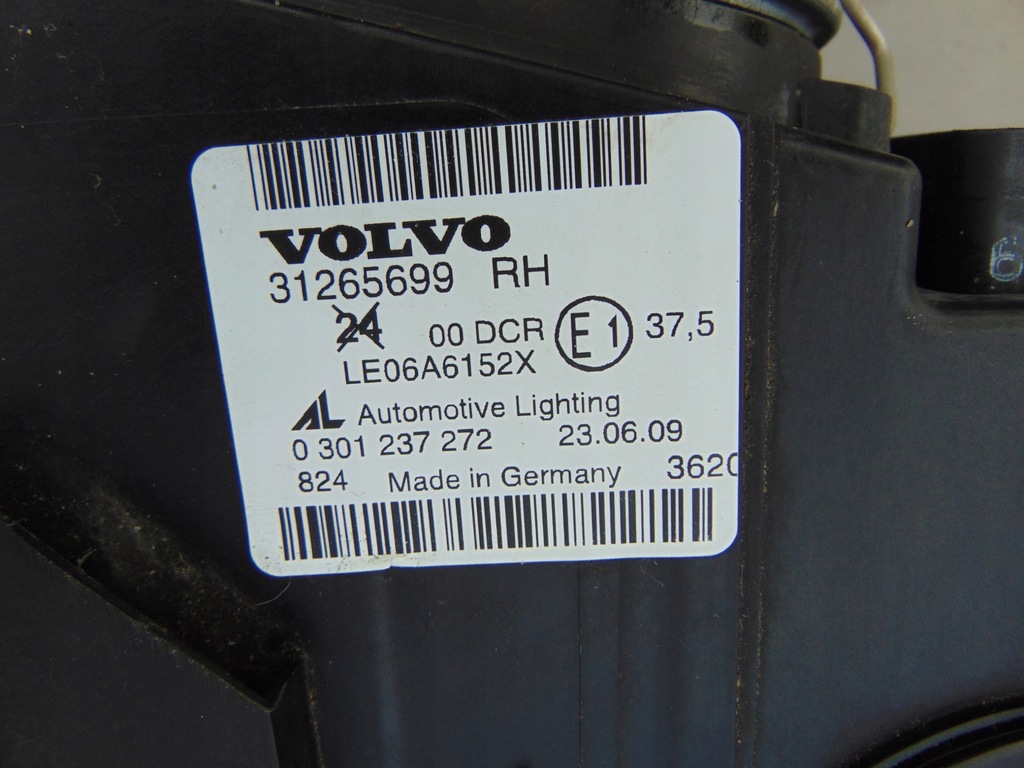 VOLVO
31265699 RH
24 00 DCR E1 37,5
LE06A6152X
AL Automotive Lighting
0 301 237 272 23.06.09
824 Made in Germany 3620
6